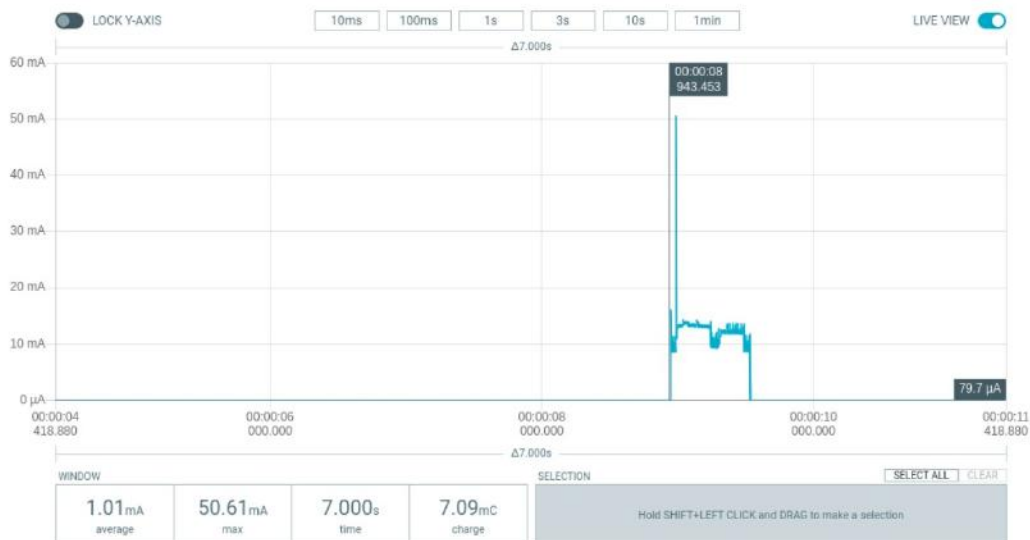 LOCK Y-AXIS 10ms 100ms 1s 3s 10s 1min LIVE VIEW
Δ7.000s
60 mA
00:00:08
943.453
50 mA
40 mA
30 mA
20 mA
10 mA
79.7 µA
0 µA
00:00:04 00:00:06 00:00:08 00:00:10 00:00:11
418.880 000.000 000.000 000.000 418.880
Δ7.000s
WINDOW SELECTION SELECT ALL CLEAR
1.01mA 50.61mA 7.000s 7.09mC
average max time charge
Hold SHIFT+LEFT CLICK and DRAG to make a selection